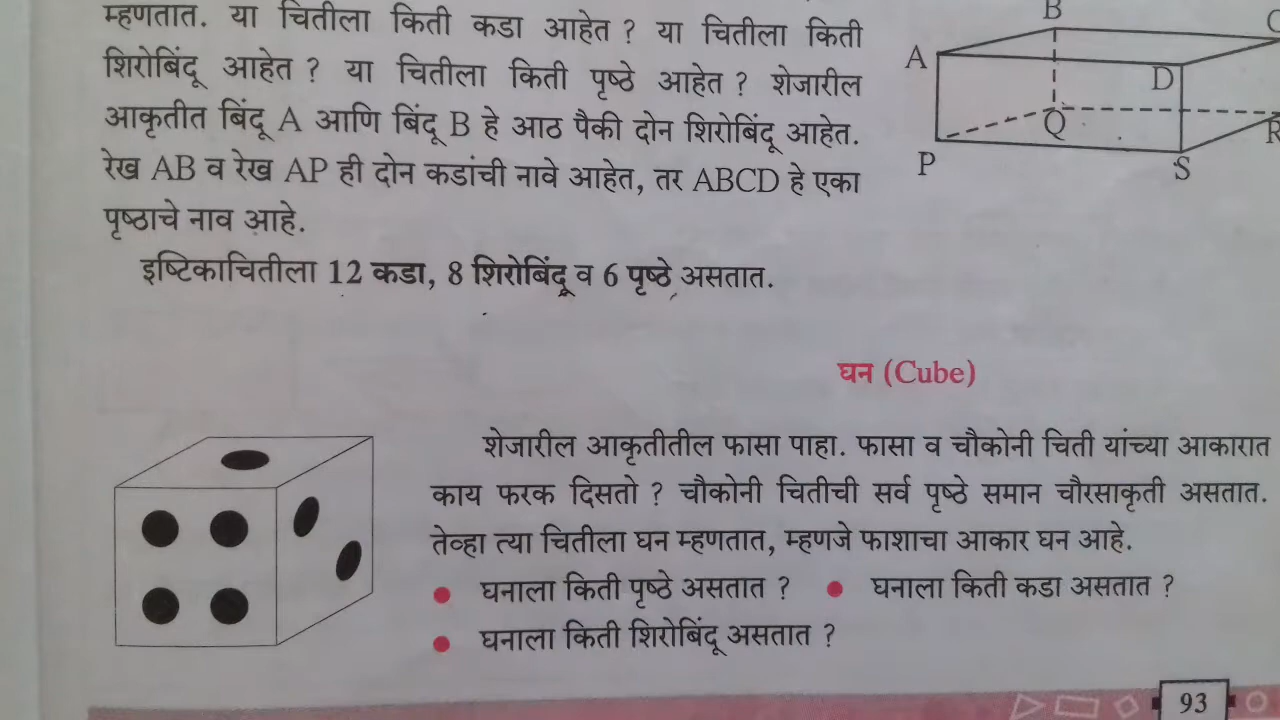 म्हणतात. या चितीला किती कडा आहेत ? या चितीला किती
शिरोबिंदू आहेत ? या चितीला किती पृष्ठे आहेत ? शेजारील
आकृतीत बिंदू A आणि बिंदू B हे आठ पैकी दोन शिरोबिंदू आहेत.
रेख AB व रेख AP ही दोन कडांची नावे आहेत, तर ABCD हे एका
पृष्ठाचे नाव आहे.
B
A
D
Q
R
P
S
इष्टिकाचितीला 12 कडा, 8 शिरोबिंदू व 6 पृष्ठे असतात.
घन (Cube)
शेजारील आकृतीतील फासा पाहा. फासा व चौकोनी चिती यांच्या आकारात
काय फरक दिसतो ? चौकोनी चितीची सर्व पृष्ठे समान चौरसाकृती असतात.
तेव्हा त्या चितीला घन म्हणतात, म्हणजे फाशाचा आकार घन आहे.
● घनाला किती पृष्ठे असतात ? ● घनाला किती कडा असतात ?
● घनाला किती शिरोबिंदू असतात ?
93